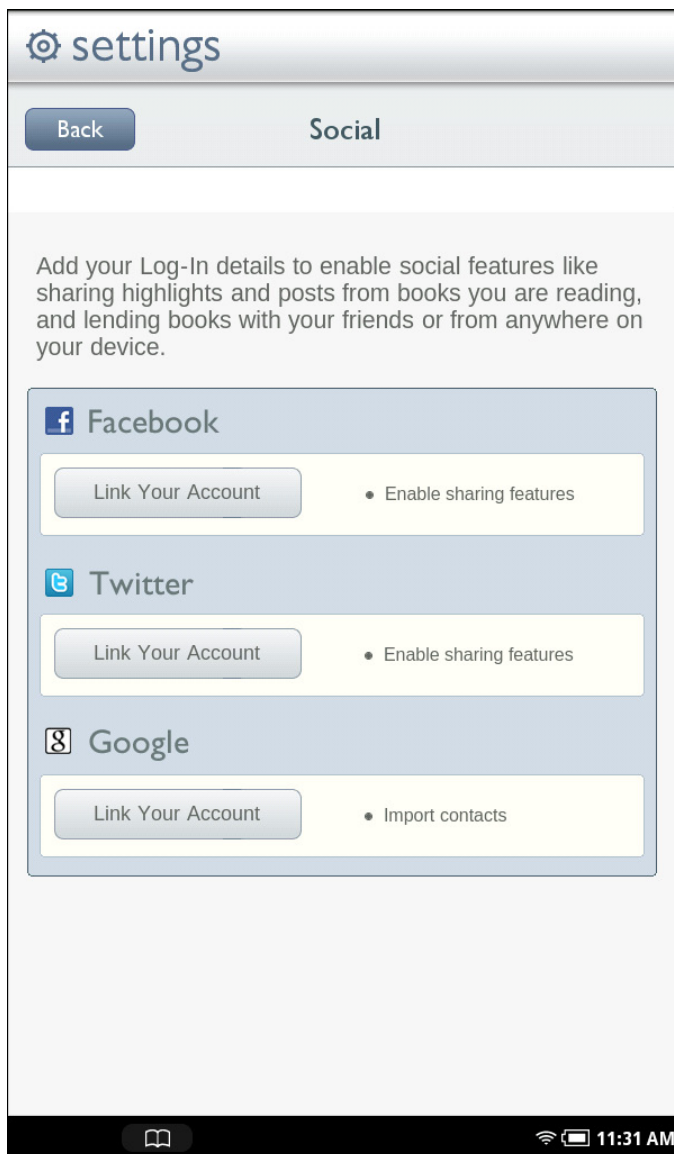 settings
Back
Social
Add your Log-In details to enable social features like
sharing highlights and posts from books you are reading,
and lending books with your friends or from anywhere on
your device.
Facebook
Link Your Account
• Enable sharing features
Twitter
Link Your Account
• Enable sharing features
Google
Link Your Account
• Import contacts
11:31 AM